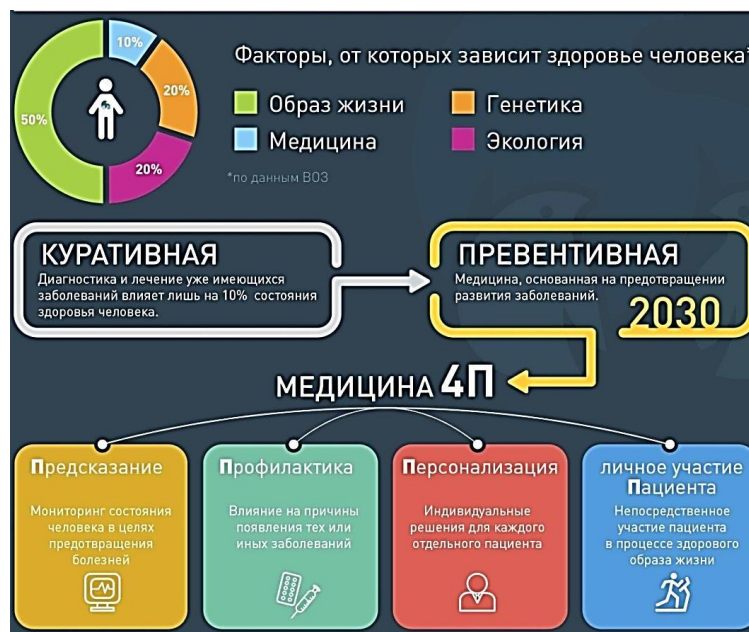 10%
20%
50%
20%
Факторы, от которых зависит здоровье человека*
Образ жизни
Генетика
Медицина
Экология
*по данным ВОЗ
КУРАТИВНАЯ
Диагностика и лечение уже имеющихся
заболеваний влияет лишь на 10% состояния
здоровья человека.
ПРЕВЕНТИВНАЯ
Медицина, основанная на предотвращении
развития заболеваний.
2030
МЕДИЦИНА 4П
Предсказание
Мониторинг состояния
человека в целях
предотвращения
болезней
Профилактика
Влияние на причины
появления тех или
иных заболеваний
Персонализация
Индивидуальные
решения для каждого
отдельного пациента
личное участие
Пациента
Непосредственное
участие пациента
в процессе здорового
образа жизни